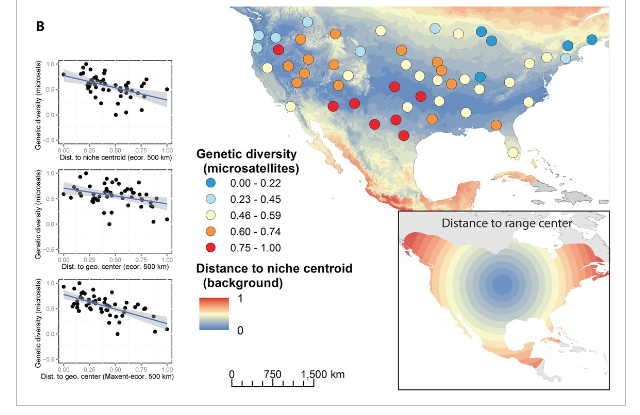 B
Genetic diversity (microsats)
1.0
0.5
0.0
-0.5
0.00 0.25 0.50 0.75 1.00
Dist. to niche centroid (ecor. 500 km)
Genetic diversity (microsats)
1.0
0.5
0.0
-0.5
0.00 0.25 0.50 0.75 1.00
Dist. to geo. center (ecor. 500 km)
Genetic diversity (microsats)
1.0
0.5
0.0
-0.5
0.00 0.25 0.50 0.75 1.00
Dist. to geo. center (Maxent-ecor. 500 km)
Genetic diversity
(microsatellites)
0.00 - 0.22
0.23 - 0.45
0.46 - 0.59
0.60 - 0.74
0.75 - 1.00
Distance to niche centroid
(background)
1
0
0 750 1,500 km
Distance to range center